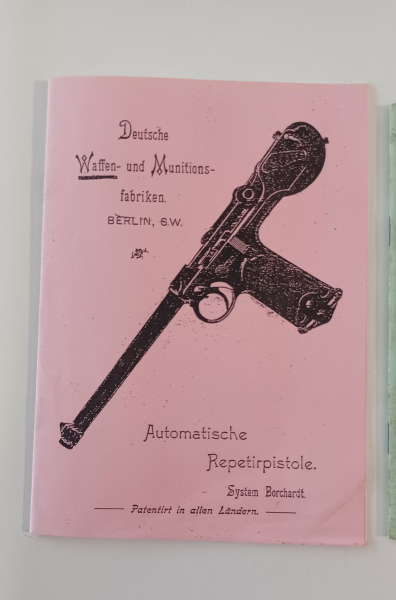 Deutsche
Waffen- und Munitions-
fabriken.
BERLIN, S.W.
Automatische
Repetirpistole.
System Borchardt.
Patentirt in allen Ländern.